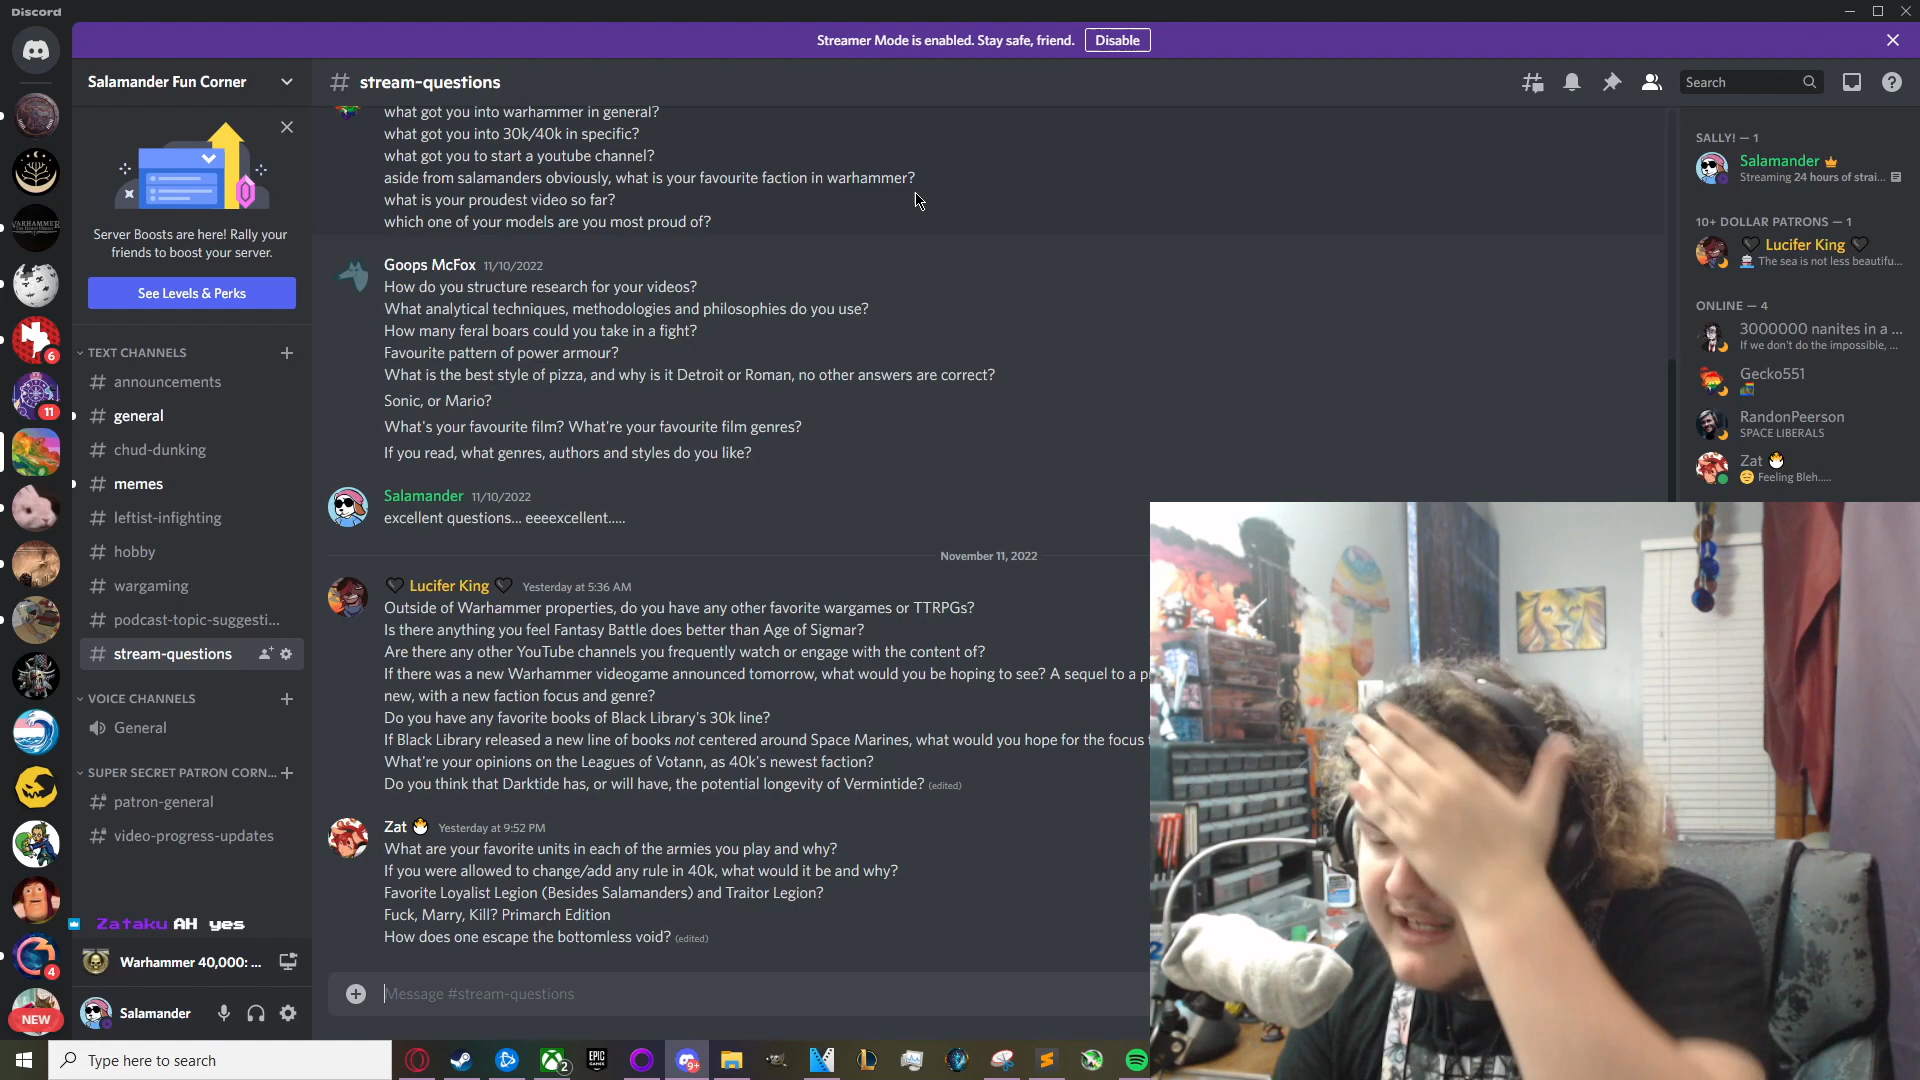 Discord
Streamer Mode is enabled. Stay safe, friend.
Disable
Salamander Fun Corner
stream-questions
Search
Server Boosts are here! Rally your
friends to boost your server.
See Levels & Perks
TEXT CHANNELS
announcements
general
chud-dunking
memes
leftist-infighting
hobby
wargaming
podcast-topic-suggesti...
stream-questions
VOICE CHANNELS
General
SUPER SECRET PATRON CORN...
patron-general
video-progress-updates
Zataku AH yes
Warhammer 40,000: ...
Salamander
WARHAMMER
6
11
4
NEW
what got you into warhammer in general?
what got you into 30k/40k in specific?
what got you to start a youtube channel?
aside from salamanders obviously, what is your favourite faction in warhammer?
what is your proudest video so far?
which one of your models are you most proud of?
Goops McFox 11/10/2022
How do you structure research for your videos?
What analytical techniques, methodologies and philosophies do you use?
How many feral boars could you take in a fight?
Favourite pattern of power armour?
What is the best style of pizza, and why is it Detroit or Roman, no other answers are correct?
Sonic, or Mario?
What's your favourite film? What're your favourite film genres?
If you read, what genres, authors and styles do you like?
Salamander 11/10/2022
excellent questions... eeeexcellent.....
November 11, 2022
Lucifer King Yesterday at 5:36 AM
Outside of Warhammer properties, do you have any other favorite wargames or TTRPGs?
Is there anything you feel Fantasy Battle does better than Age of Sigmar?
Are there any other YouTube channels you frequently watch or engage with the content of?
If there was a new Warhammer videogame announced tomorrow, what would you be hoping to see? A sequel to a p
new, with a new faction focus and genre?
Do you have any favorite books of Black Library's 30k line?
If Black Library released a new line of books not centered around Space Marines, what would you hope for the focus
What're your opinions on the Leagues of Votann, as 40k's newest faction?
Do you think that Darktide has, or will have, the potential longevity of Vermintide? (edited)
Zat Yesterday at 9:52 PM
What are your favorite units in each of the armies you play and why?
If you were allowed to change/add any rule in 40k, what would it be and why?
Favorite Loyalist Legion (Besides Salamanders) and Traitor Legion?
Fuck, Marry, Kill? Primarch Edition
How does one escape the bottomless void? (edited)
Message #stream-questions
SALLY! — 1
Salamander
Streaming 24 hours of strai...
10+ DOLLAR PATRONS — 1
Lucifer King
The sea is not less beautifu...
ONLINE — 4
3000000 nanites in a ...
If we don't do the impossible, ...
Gecko551
RandonPeerson
SPACE LIBERALS
Zat
Feeling Bleh.....
Type here to search
2
EPIC
GAMES
9+